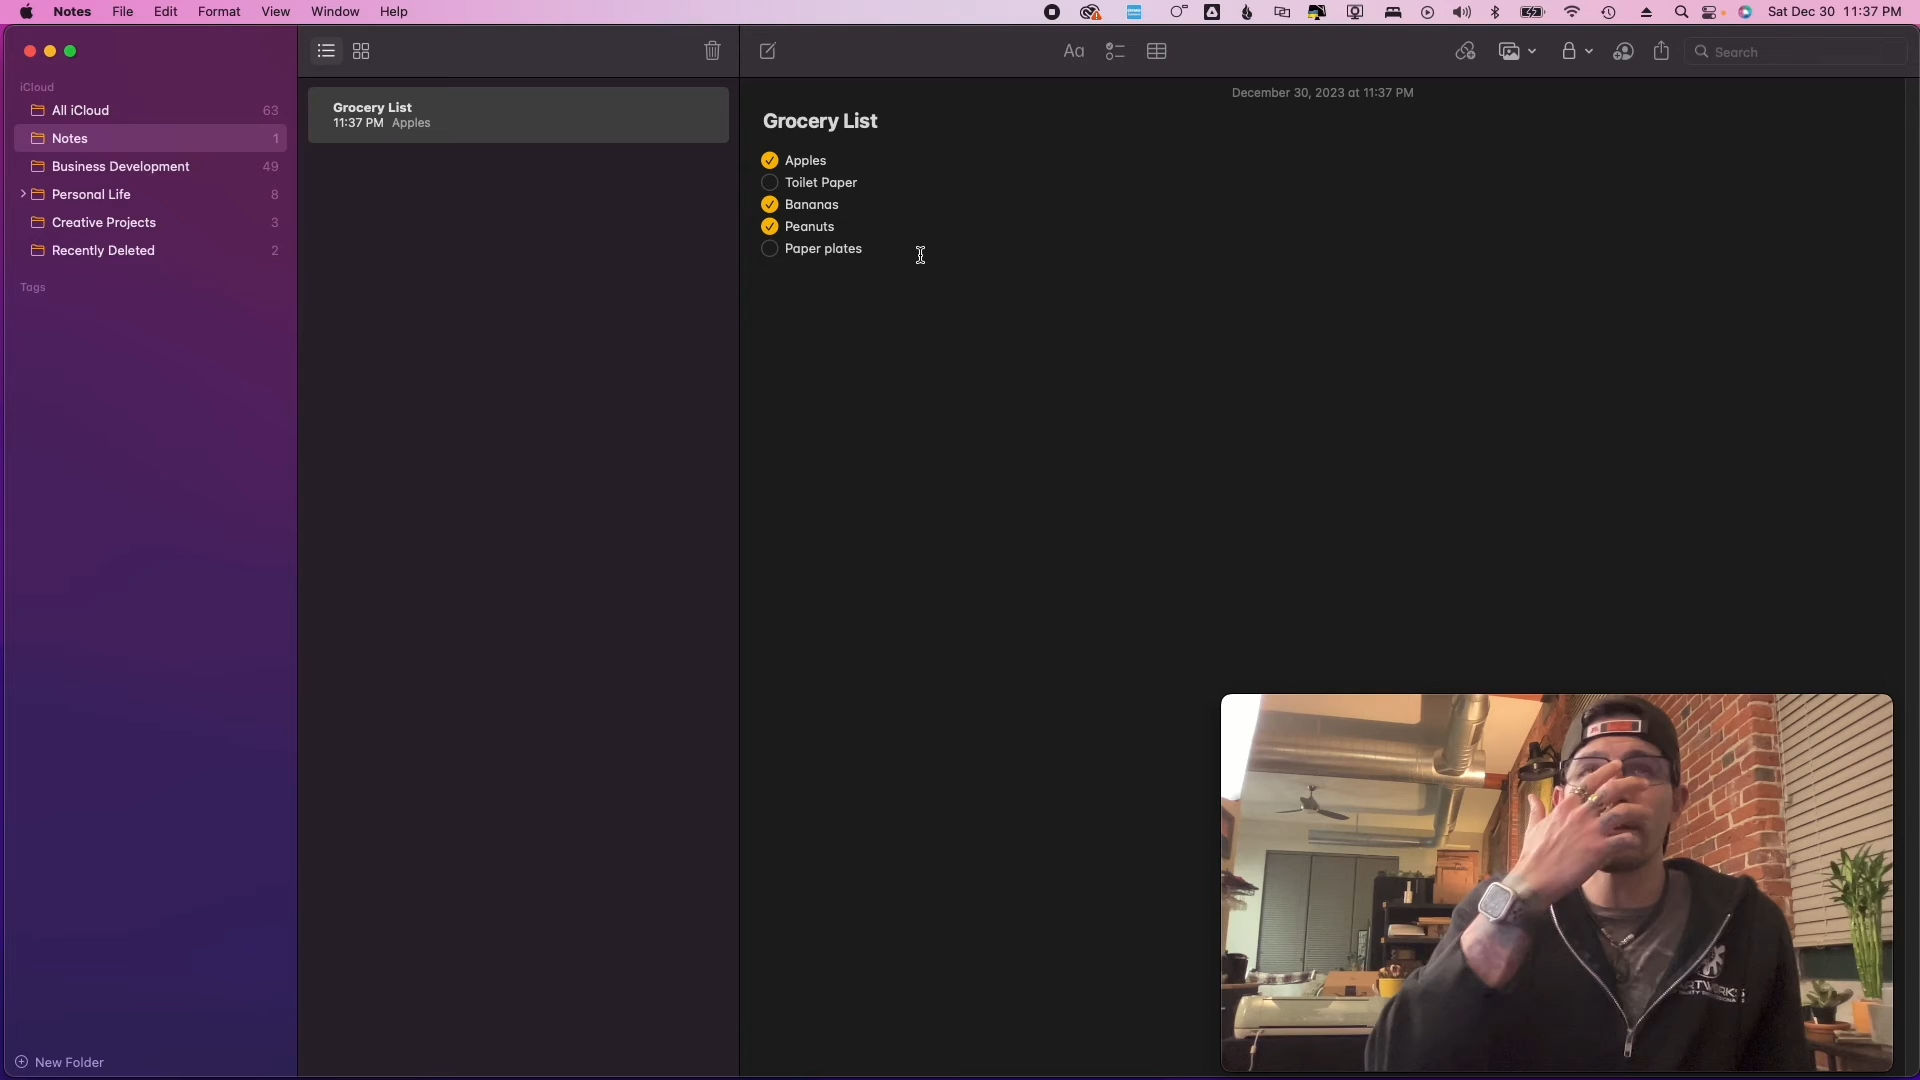 Notes File Edit Format View Window Help
Sat Dec 30 11:37 PM
iCloud
All iCloud 63
Notes 1
Business Development 49
Personal Life 8
Creative Projects 3
Recently Deleted 2
Tags
New Folder
Grocery List
11:37 PM Apples
Aa
Search
December 30, 2023 at 11:37 PM
Grocery List
Apples
Toilet Paper
Bananas
Peanuts
Paper plates